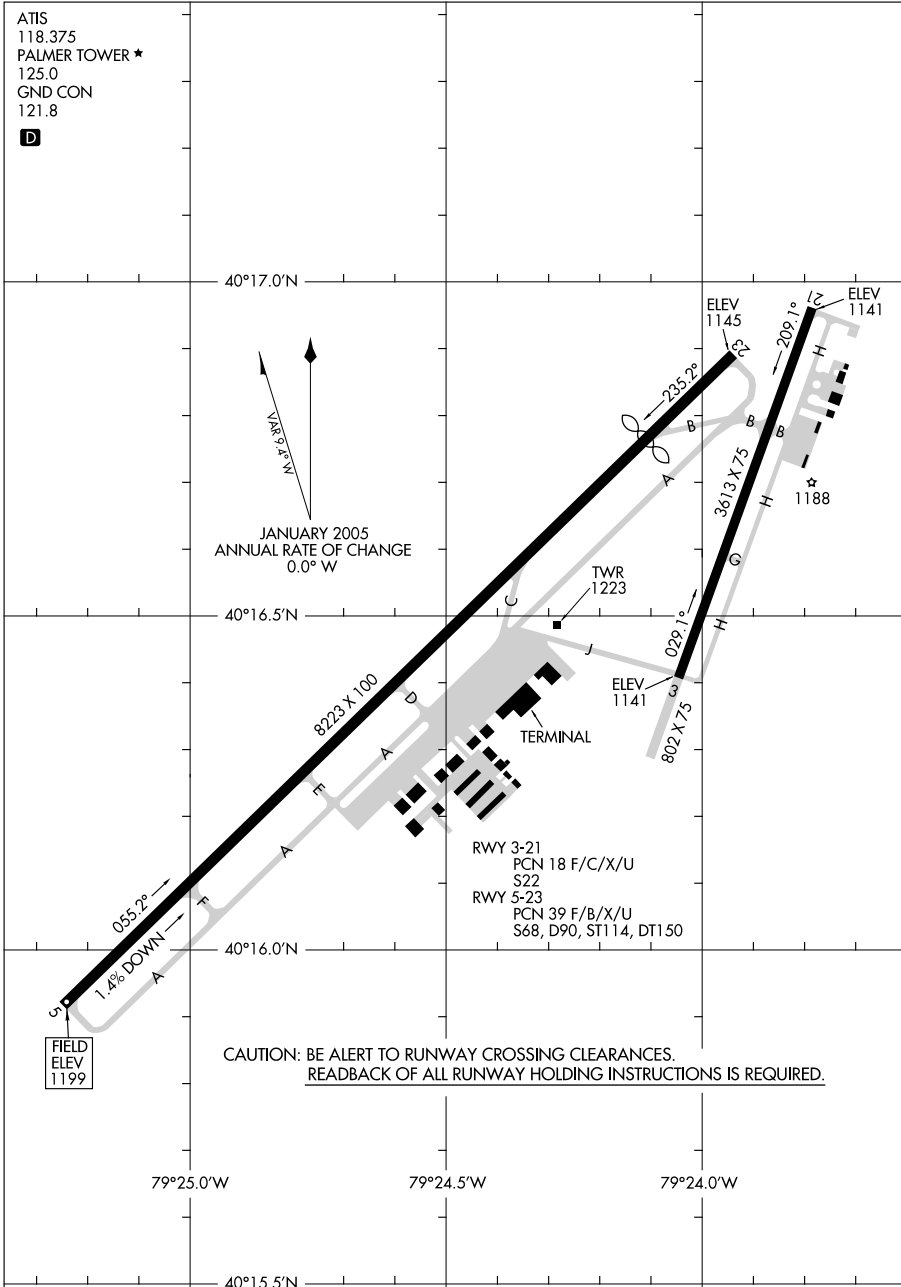 ATIS
118.375
PALMER TOWER ★
125.0
GND CON
121.8
D
40°17.0'N
ELEV
1145
23
235.2°
21
ELEV
1141
209.1°
H
VAR 9.4° W
JANUARY 2005
ANNUAL RATE OF CHANGE
0.0° W
B
B
B
A
3613 X 75
1188
H
G
TWR
1223
C
40°16.5'N
J
029.1°
H
ELEV
1141
3
802 X 75
8223 X 100
D
A
TERMINAL
E
A
RWY 3-21
PCN 18 F/C/X/U
S22
RWY 5-23
PCN 39 F/B/X/U
S68, D90, ST114, DT150
055.2°
F
1.4% DOWN
A
40°16.0'N
5
FIELD
ELEV
1199
CAUTION: BE ALERT TO RUNWAY CROSSING CLEARANCES.
READBACK OF ALL RUNWAY HOLDING INSTRUCTIONS IS REQUIRED.
79°25.0'W
79°24.5'W
79°24.0'W
40°15.5'N